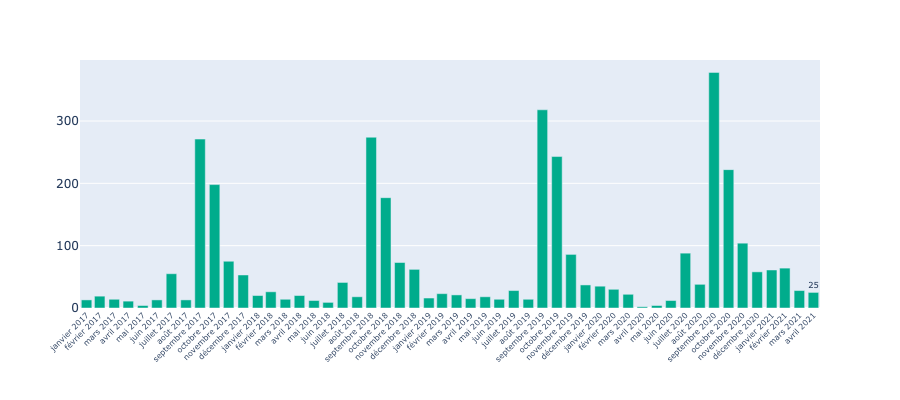 300
200
100
0
25
janvier 2017
février 2017
mars 2017
avril 2017
mai 2017
juin 2017
juillet 2017
août 2017
septembre 2017
octobre 2017
novembre 2017
décembre 2017
janvier 2018
février 2018
mars 2018
avril 2018
mai 2018
juin 2018
juillet 2018
août 2018
septembre 2018
octobre 2018
novembre 2018
décembre 2018
janvier 2019
février 2019
mars 2019
avril 2019
mai 2019
juin 2019
juillet 2019
août 2019
septembre 2019
octobre 2019
novembre 2019
décembre 2019
janvier 2020
février 2020
mars 2020
avril 2020
mai 2020
juin 2020
juillet 2020
août 2020
septembre 2020
octobre 2020
novembre 2020
décembre 2020
janvier 2021
février 2021
mars 2021
avril 2021